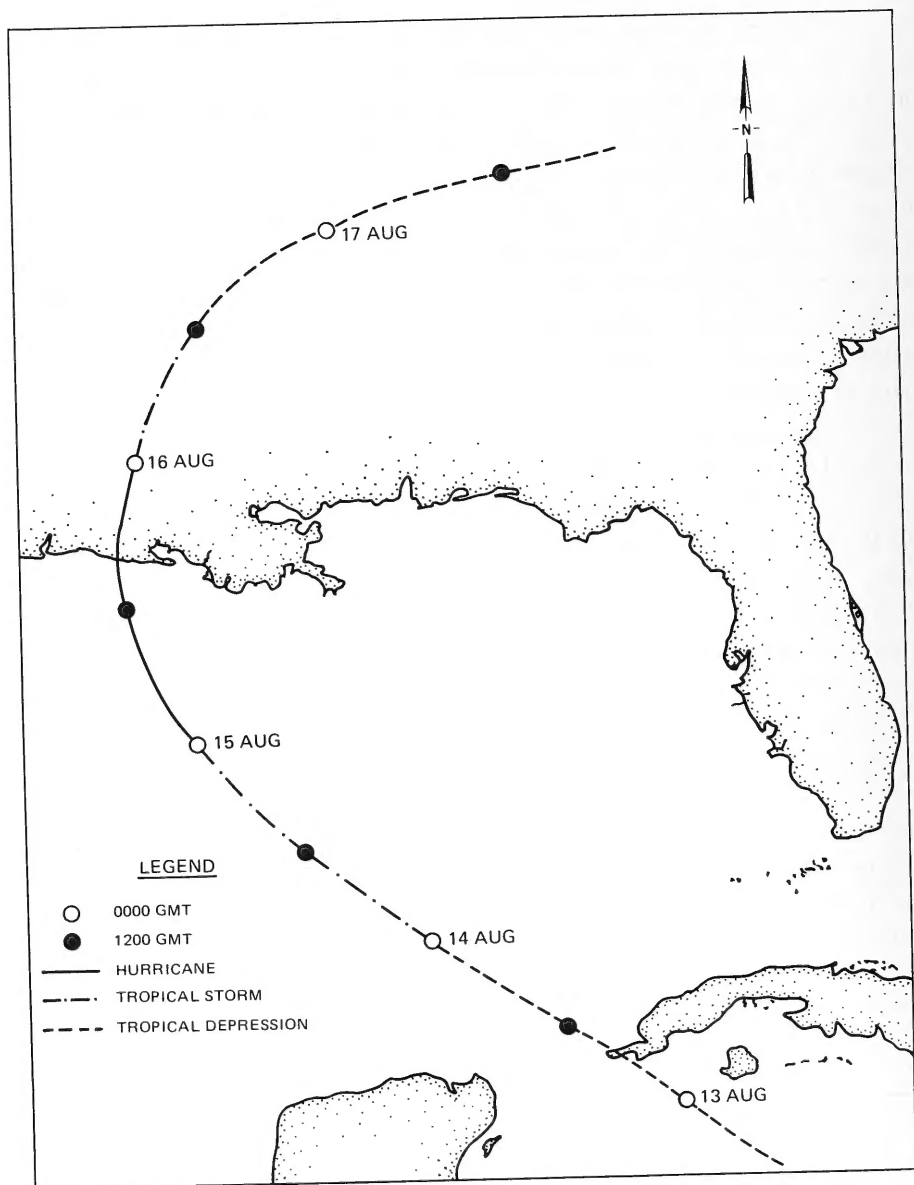 N
17 AUG
16 AUG
15 AUG
LEGEND
0000 GMT
1200 GMT
HURRICANE
TROPICAL STORM
TROPICAL DEPRESSION
14 AUG
13 AUG